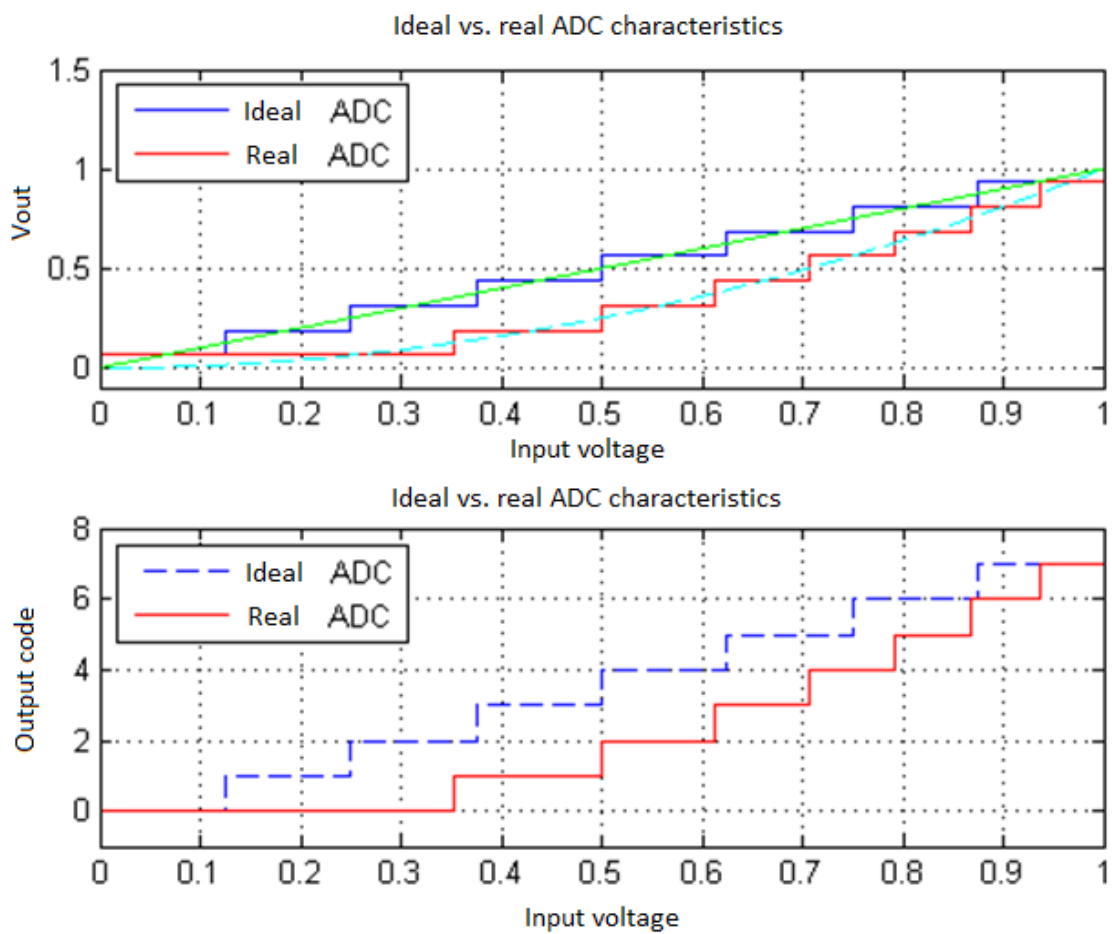 Ideal vs. real ADC characteristics
1.5
Ideal ADC
Real ADC
1
Vout
0.5
0
0 0.1 0.2 0.3 0.4 0.5 0.6 0.7 0.8 0.9 1
Input voltage
Ideal vs. real ADC characteristics
8
Ideal ADC
Real ADC
6
Output code
4
2
0
0 0.1 0.2 0.3 0.4 0.5 0.6 0.7 0.8 0.9 1
Input voltage